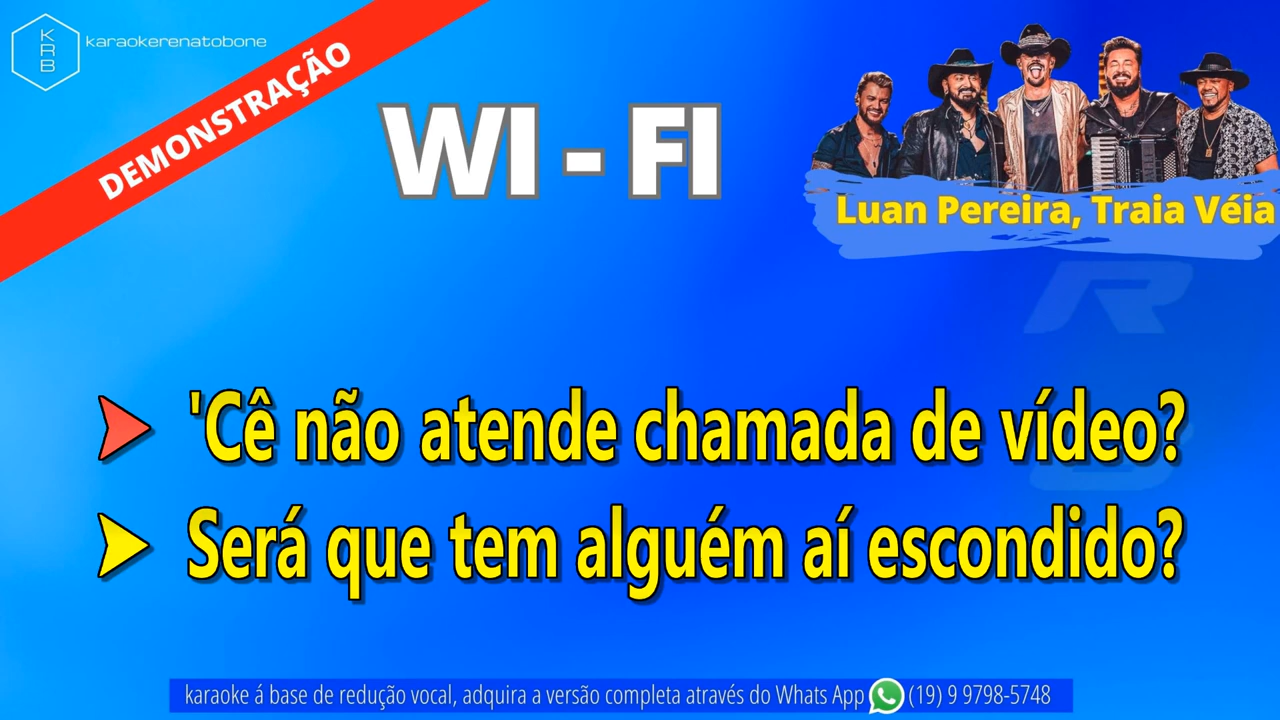 KRB
karaokerenatobone
DEMONSTRAÇÃO
WI - FI
Luan Pereira, Traia Véia
'Cê não atende chamada de vídeo?
Será que tem alguém aí escondido?
karaoke á base de redução vocal, adquira a versão completa através do Whats App (19) 9 9798-5748